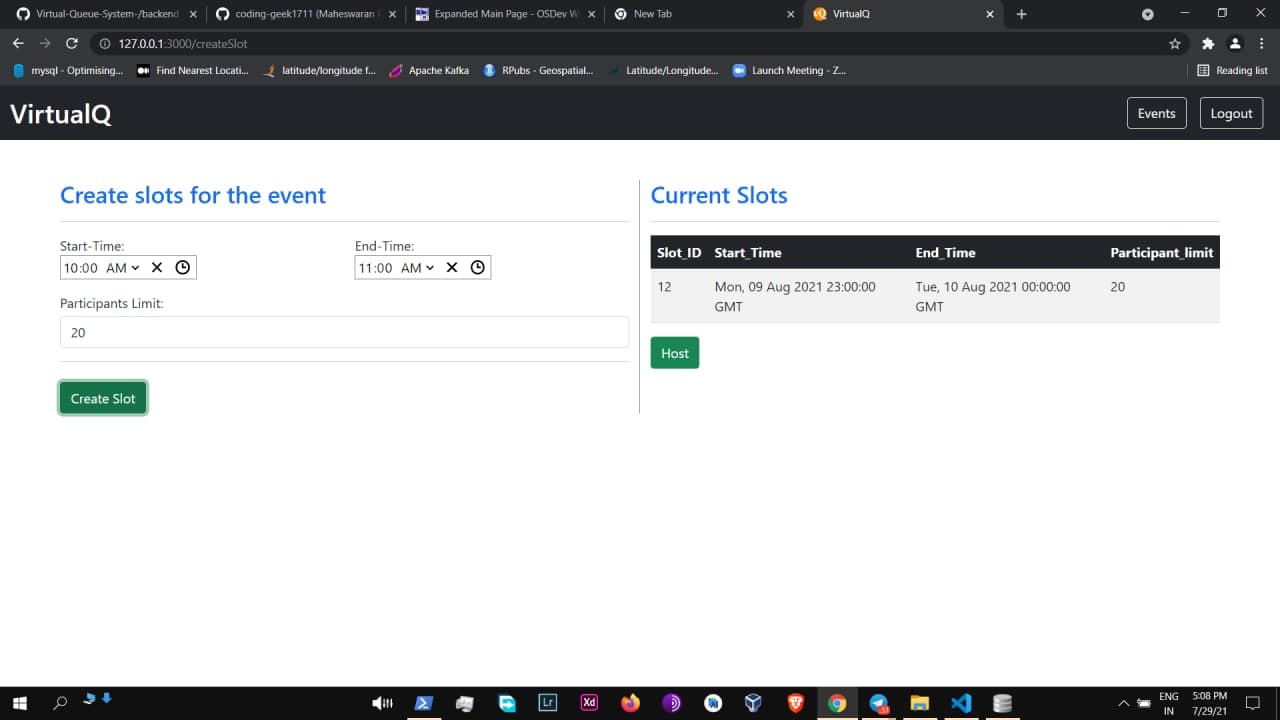 Virtual-Queue-System-/backend
coding-geek1711 (Maheswaran
Expanded Main Page - OSDev W
New Tab
VirtualQ
127.0.0.1:3000/createSlot
mysql - Optimising...
Find Nearest Locati...
latitude/longitude f...
Apache Kafka
RPubs - Geospatial...
Latitude/Longitude...
Launch Meeting - Z...
Reading list
VirtualQ
Events
Logout
Create slots for the event
Start-Time:
End-Time:
10:00 AM
11:00 AM
Participants Limit:
20
Create Slot
Current Slots
Slot_ID Start_Time End_Time Participant_limit
12 Mon, 09 Aug 2021 23:00:00 Tue, 10 Aug 2021 00:00:00 20
GMT GMT
Host
Lr
Xd
ENG
IN
5:08 PM
7/29/21